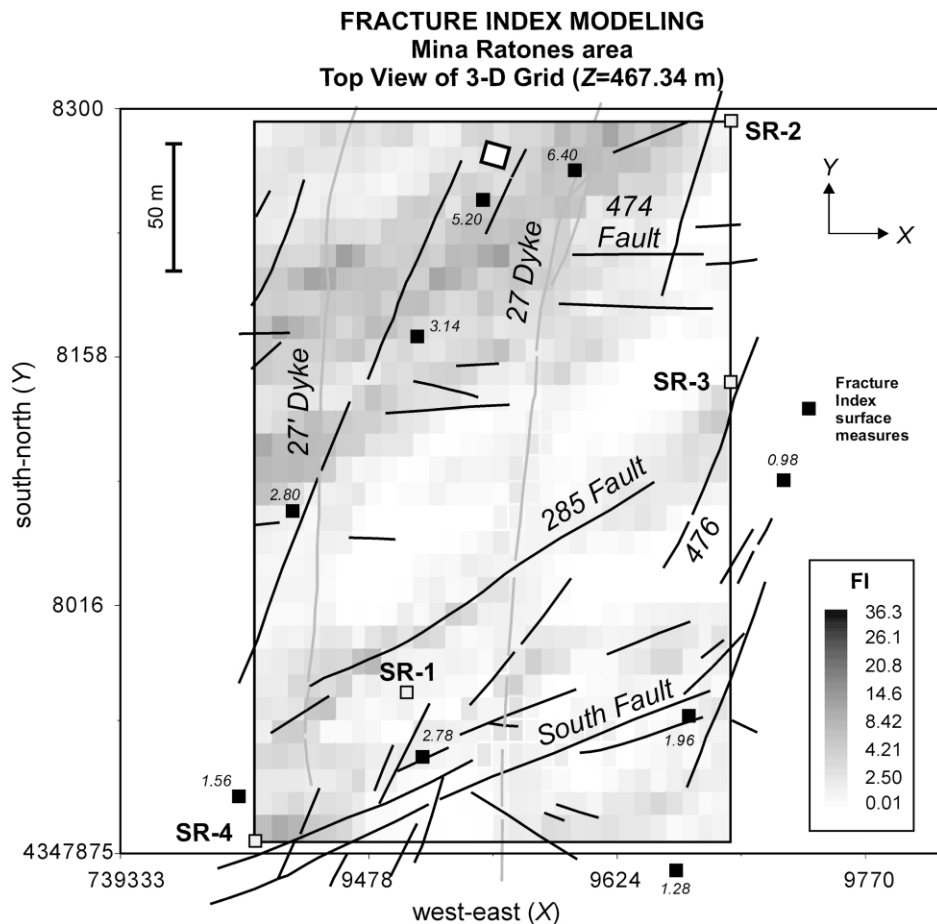 FRACTURE INDEX MODELING
Mina Ratones area
Top View of 3-D Grid (Z=467.34 m)
8300
SR-2
6.40
Y
50 m
5.20
474
Fault
X
27 Dyke
3.14
8158
SR-3
27' Dyke
Fracture
Index
surface
measures
south-north (Y)
0.98
2.80
285 Fault
476
FI
8016
36.3
26.1
20.8
14.6
8.42
4.21
2.50
0.01
SR-1
South Fault
2.78
1.96
1.56
SR-4
4347875
1.28
739333
9478
9624
9770
west-east (X)